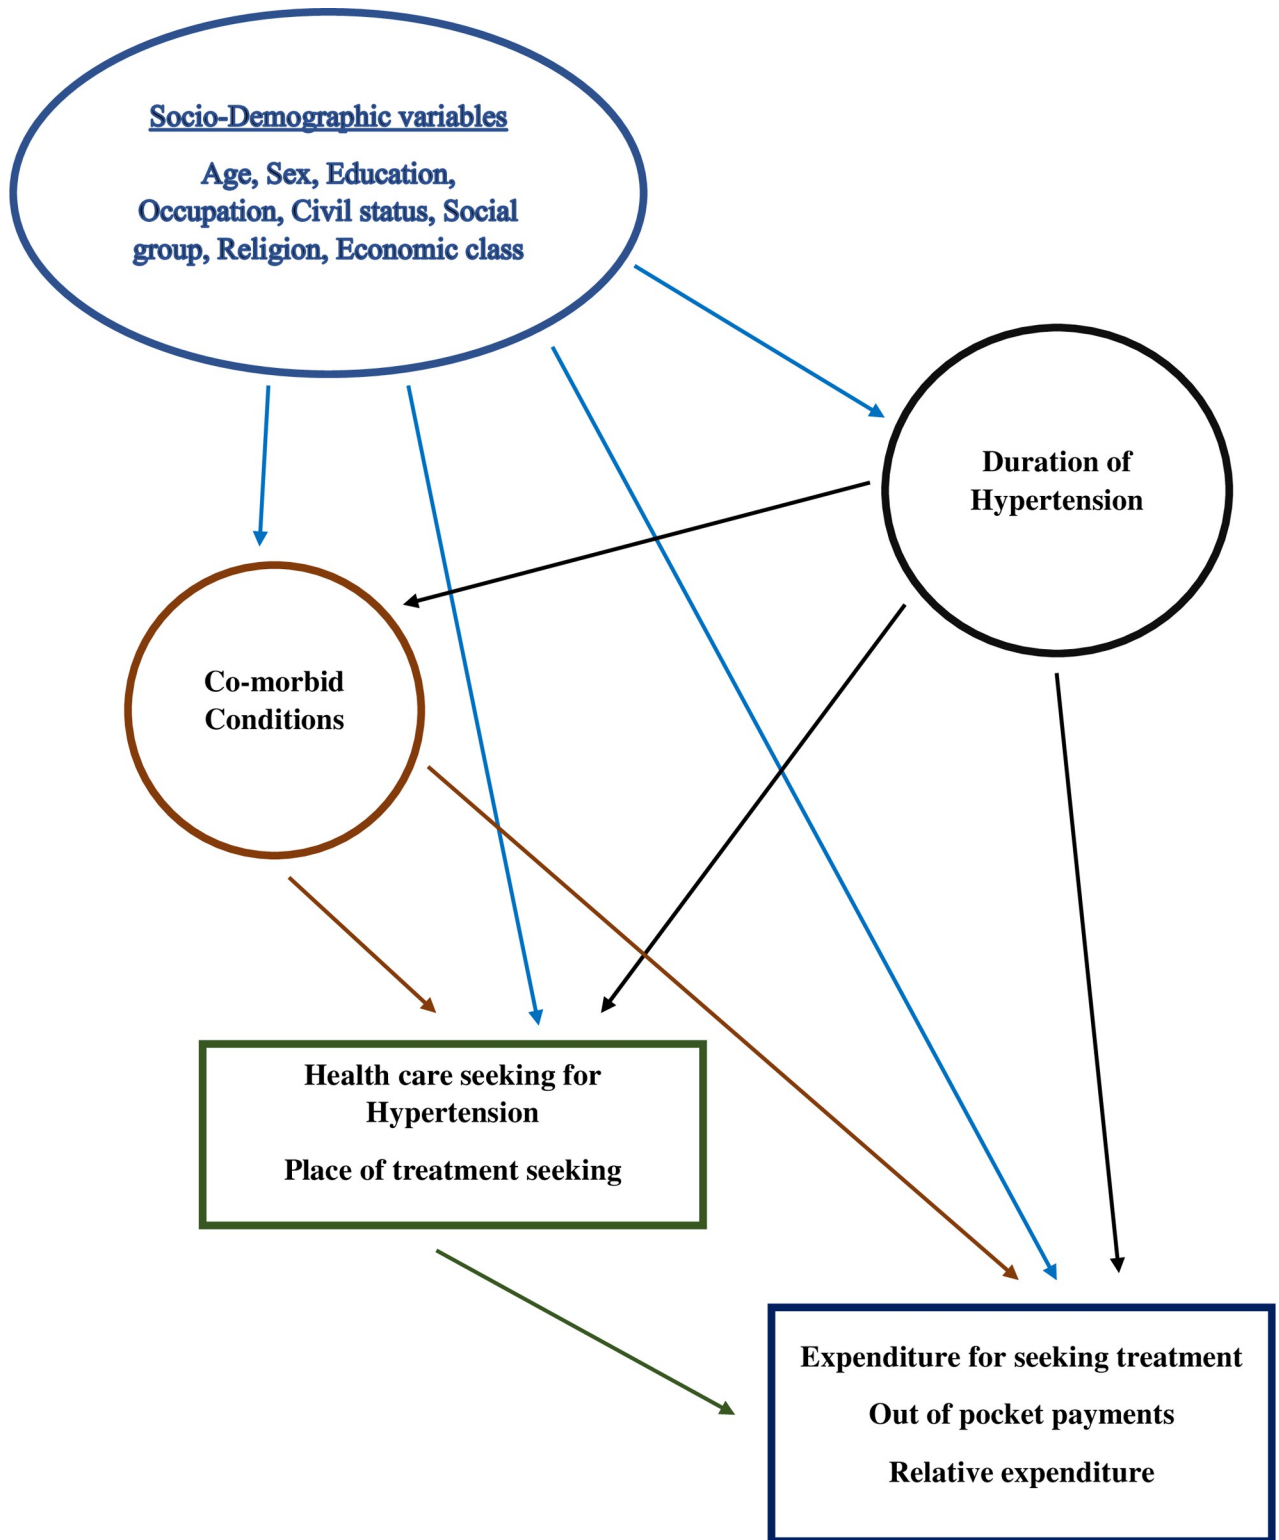 Socio-Demographic variables
Age, Sex, Education,
Occupation, Civil status, Social
group, Religion, Economic class
Duration of
Hypertension
Co-morbid
Conditions
Health care seeking for
Hypertension
Place of treatment seeking
Expenditure for seeking treatment
Out of pocket payments
Relative expenditure